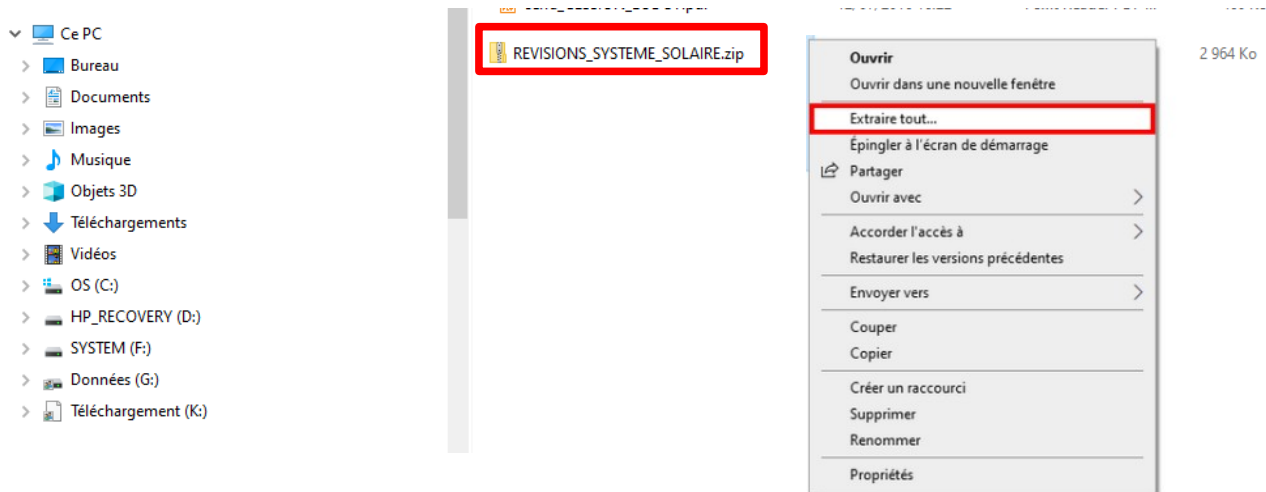 Ce PC
Bureau
Documents
Images
Musique
Objets 3D
Téléchargements
Vidéos
OS (C:)
HP_RECOVERY (D:)
SYSTEM (F:)
Données (G:)
Téléchargement (K:)
REVISIONS_SYSTEME_SOLAIRE.zip
2 964 Ko
Ouvrir
Ouvrir dans une nouvelle fenêtre
Extraire tout...
Épingler à l'écran de démarrage
Partager
Ouvrir avec
Accorder l'accès à
Restaurer les versions précédentes
Envoyer vers
Couper
Copier
Créer un raccourci
Supprimer
Renommer
Propriétés